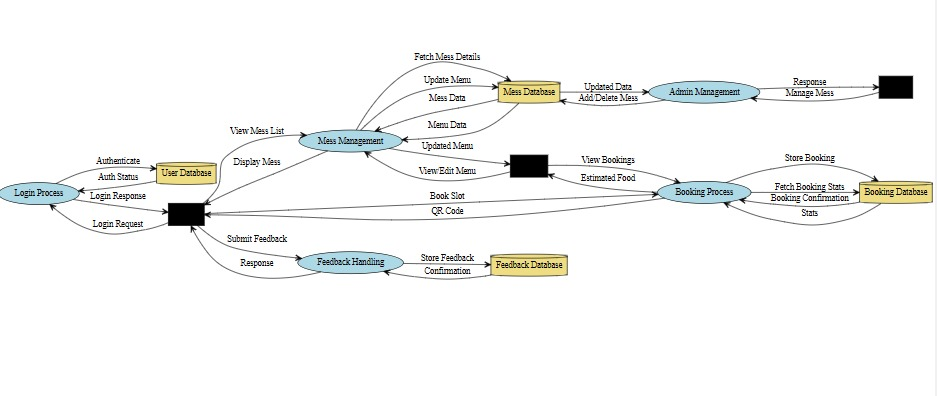 Fetch Mess Details
Update Menu
Mess Database
Mess Data
Menu Data
Updated Data
Add/Delete Mess
Admin Management
Response
Manage Mess
View Mess List
Mess Management
Display Mess
Updated Menu
View/Edit Menu
View Bookings
Estimated Food
Store Booking
Booking Process
Fetch Booking Stats
Booking Confirmation
Stats
Booking Database
Authenticate
User Database
Auth Status
Login Process
Login Response
Login Request
Book Slot
QR Code
Submit Feedback
Feedback Handling
Response
Store Feedback
Confirmation
Feedback Database